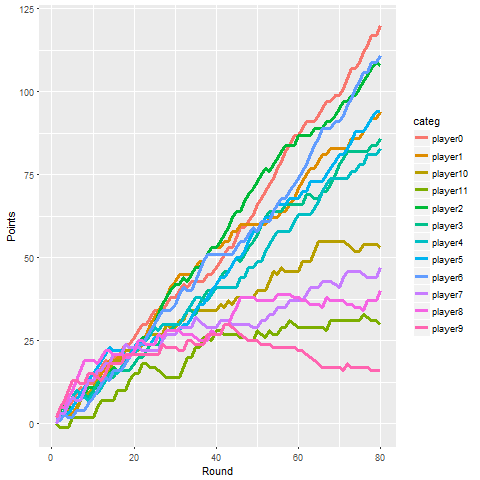 125
100
75
50
25
0
Points
0
20
40
60
80
Round
categ
player0
player1
player10
player11
player2
player3
player4
player5
player6
player7
player8
player9